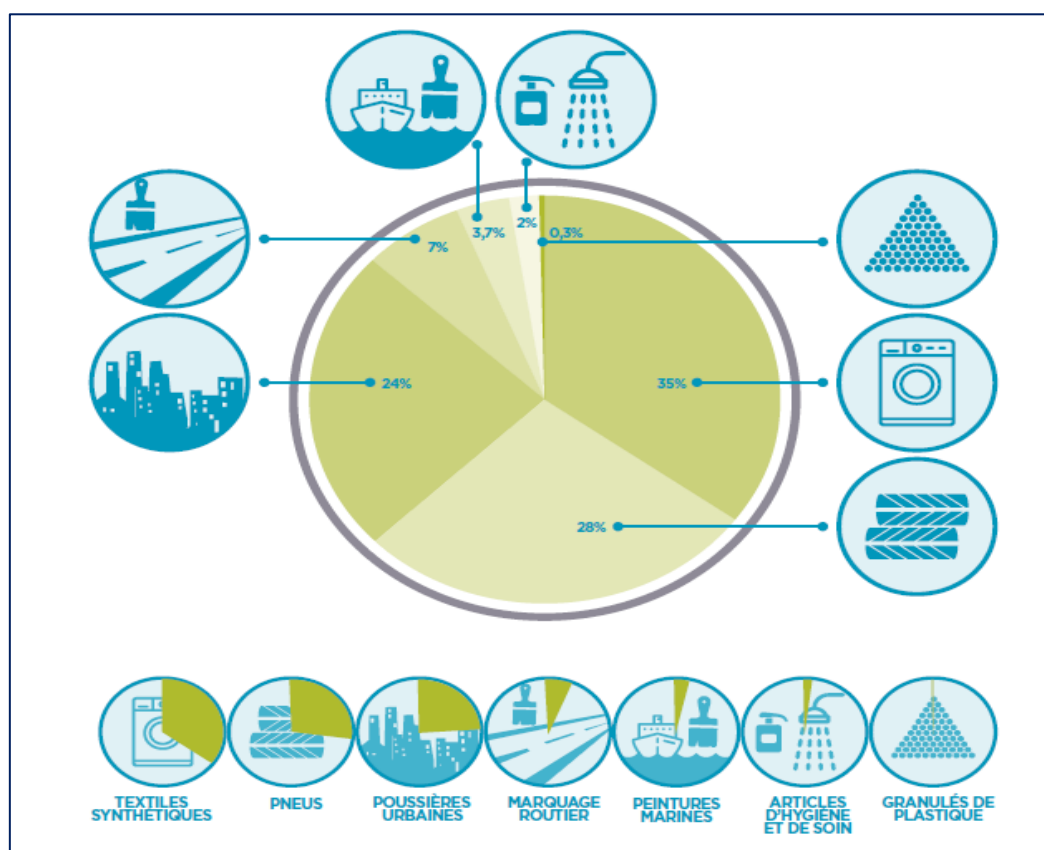 3,7%
2%
0,3%
7%
24%
35%
28%
TEXTILES
SYNTHÉTIQUES
PNEUS
POUSSIÈRES
URBAINES
MARQUAGE
ROUTIER
PEINTURES
MARINES
ARTICLES
D'HYGIÈNE
ET DE SOIN
GRANULÉS DE
PLASTIQUE